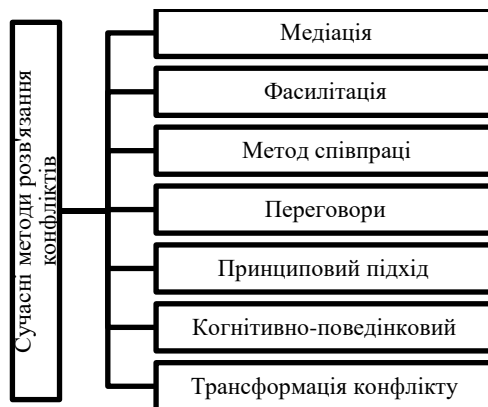 Сучасні методи розв'язання
конфліктів
Медіація
Фасилітація
Метод співпраці
Переговори
Принциповий підхід
Когнітивно-поведінковий
Трансформація конфлікту